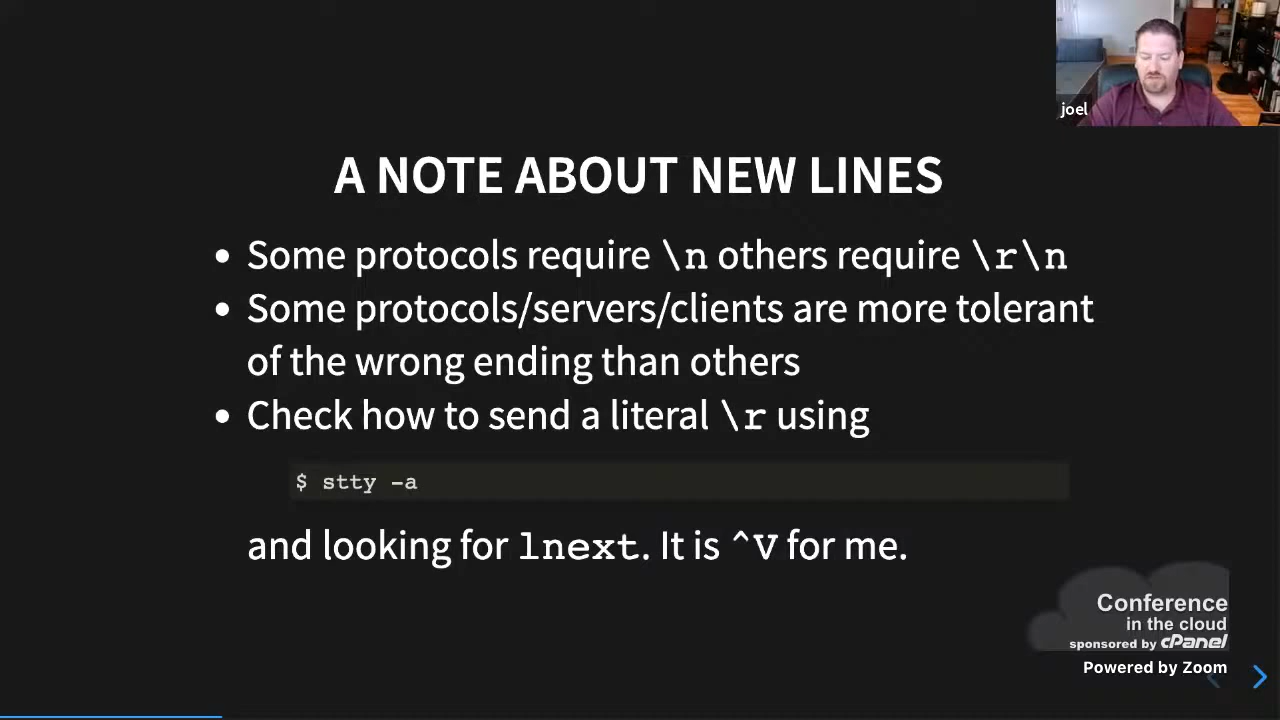 joel
A NOTE ABOUT NEW LINES
• Some protocols require \n others require \r\n
• Some protocols/servers/clients are more tolerant
of the wrong ending than others
• Check how to send a literal \r using
$ stty -a
and looking for lnext. It is ^V for me.
Conference
in the cloud
sponsored by cPanel
Powered by Zoom